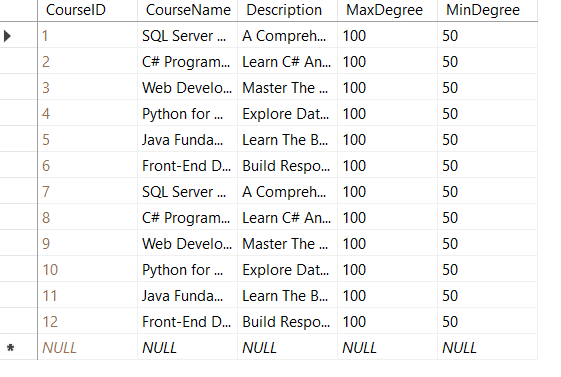 CourseID CourseName Description MaxDegree MinDegree
1 SQL Server ... A Compreh... 100 50
2 C# Program... Learn C# An... 100 50
3 Web Develo... Master The ... 100 50
4 Python for ... Explore Dat... 100 50
5 Java Funda... Learn The B... 100 50
6 Front-End D... Build Respo... 100 50
7 SQL Server ... A Compreh... 100 50
8 C# Program... Learn C# An... 100 50
9 Web Develo... Master The ... 100 50
10 Python for ... Explore Dat... 100 50
11 Java Funda... Learn The B... 100 50
12 Front-End D... Build Respo... 100 50
* NULL NULL NULL NULL NULL